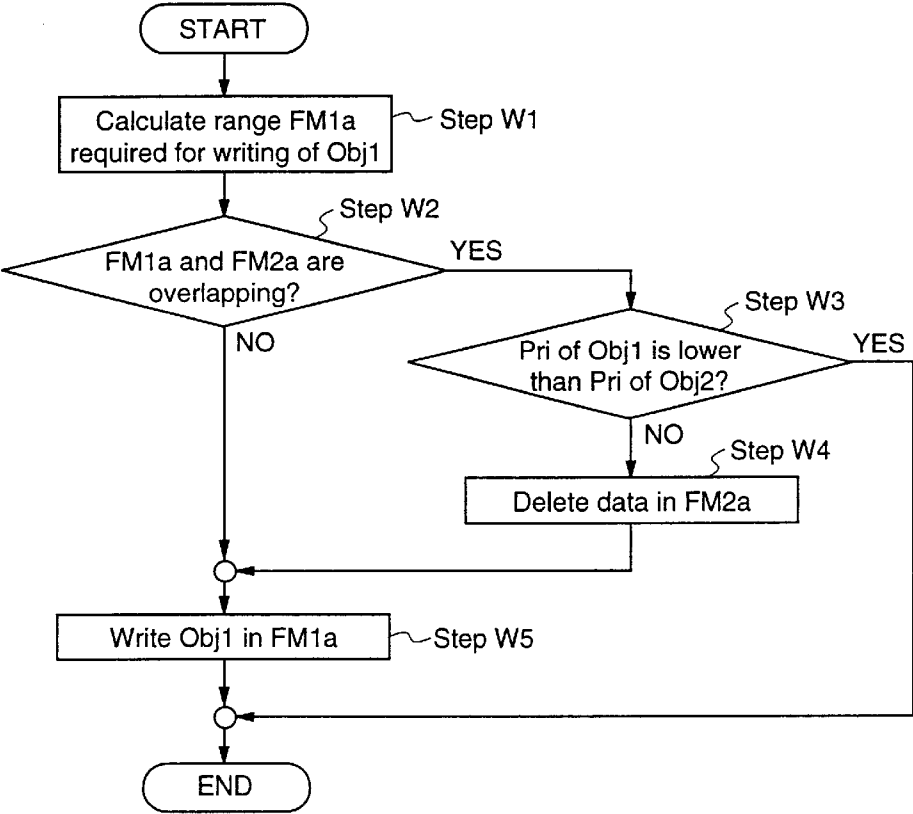 START
Calculate range FM1a
required for writing of Obj1
Step W1
Step W2
FM1a and FM2a are
overlapping?
YES
NO
Step W3
Pri of Obj1 is lower
than Pri of Obj2?
YES
NO
Step W4
Delete data in FM2a
Write Obj1 in FM1a
Step W5
END